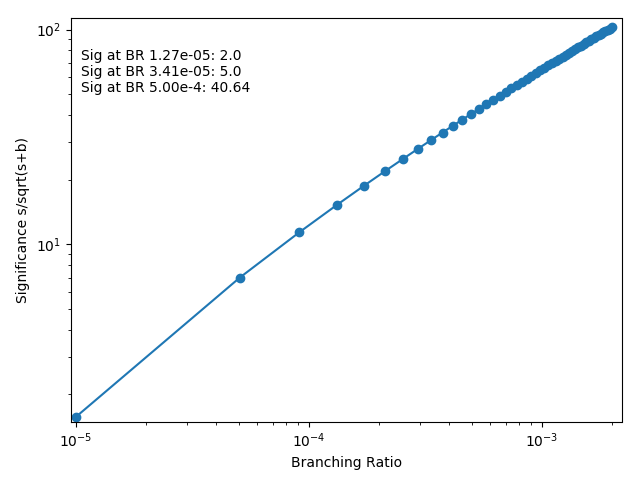 10²
Sig at BR 1.27e-05: 2.0
Sig at BR 3.41e-05: 5.0
Sig at BR 5.00e-4: 40.64
Significance s/sqrt(s+b)
10¹
10⁻⁵ 10⁻⁴ 10⁻³
Branching Ratio